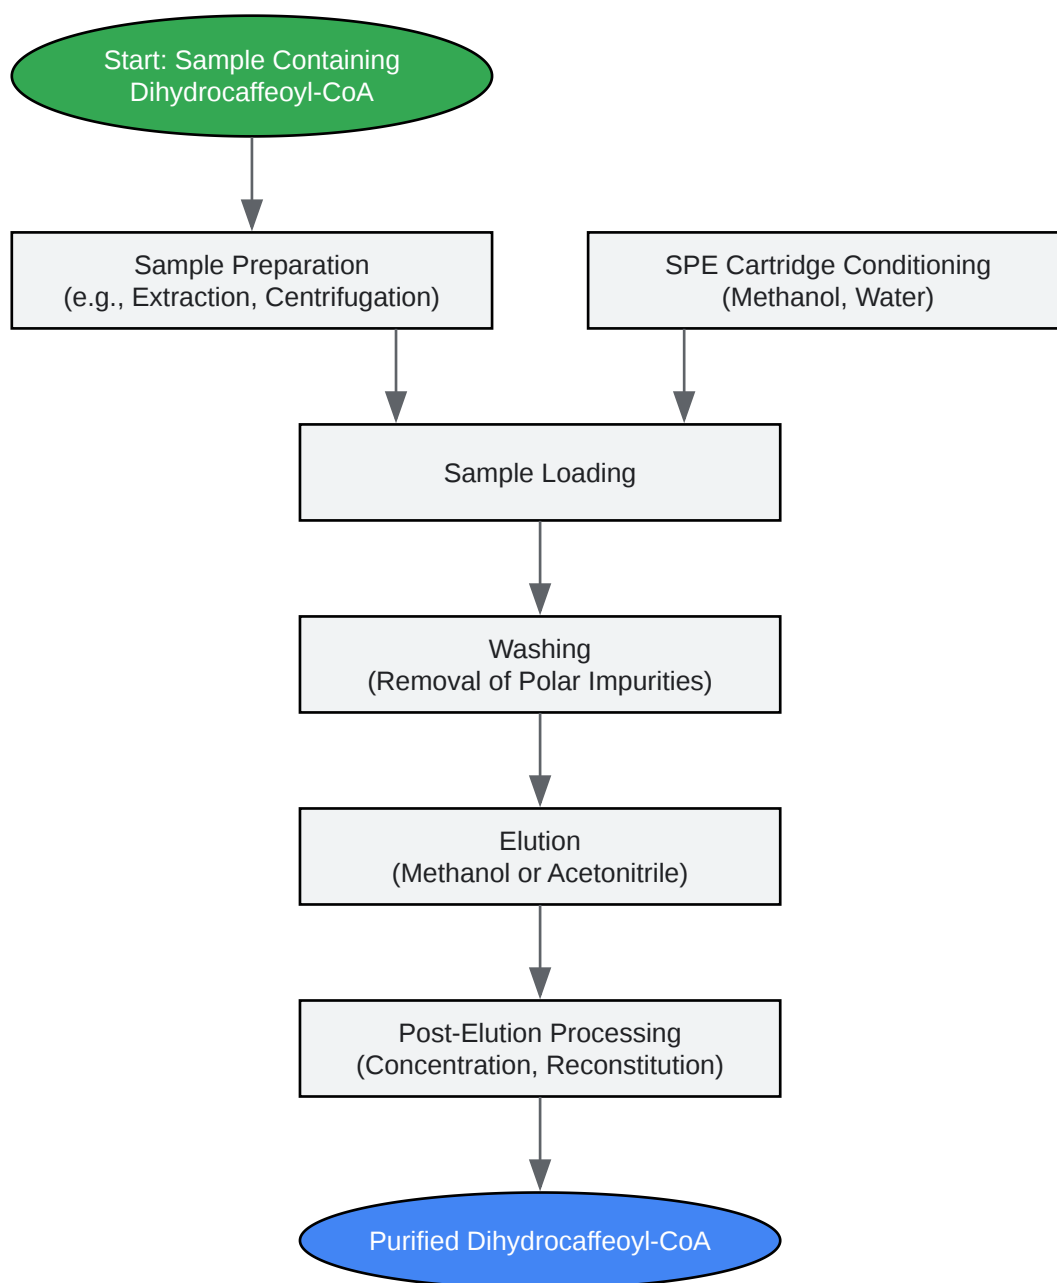 Start: Sample Containing
Dihydrocaffeoyl-CoA
Sample Preparation
(e.g., Extraction, Centrifugation)
SPE Cartridge Conditioning
(Methanol, Water)
Sample Loading
Washing
(Removal of Polar Impurities)
Elution
(Methanol or Acetonitrile)
Post-Elution Processing
(Concentration, Reconstitution)
Purified Dihydrocaffeoyl-CoA